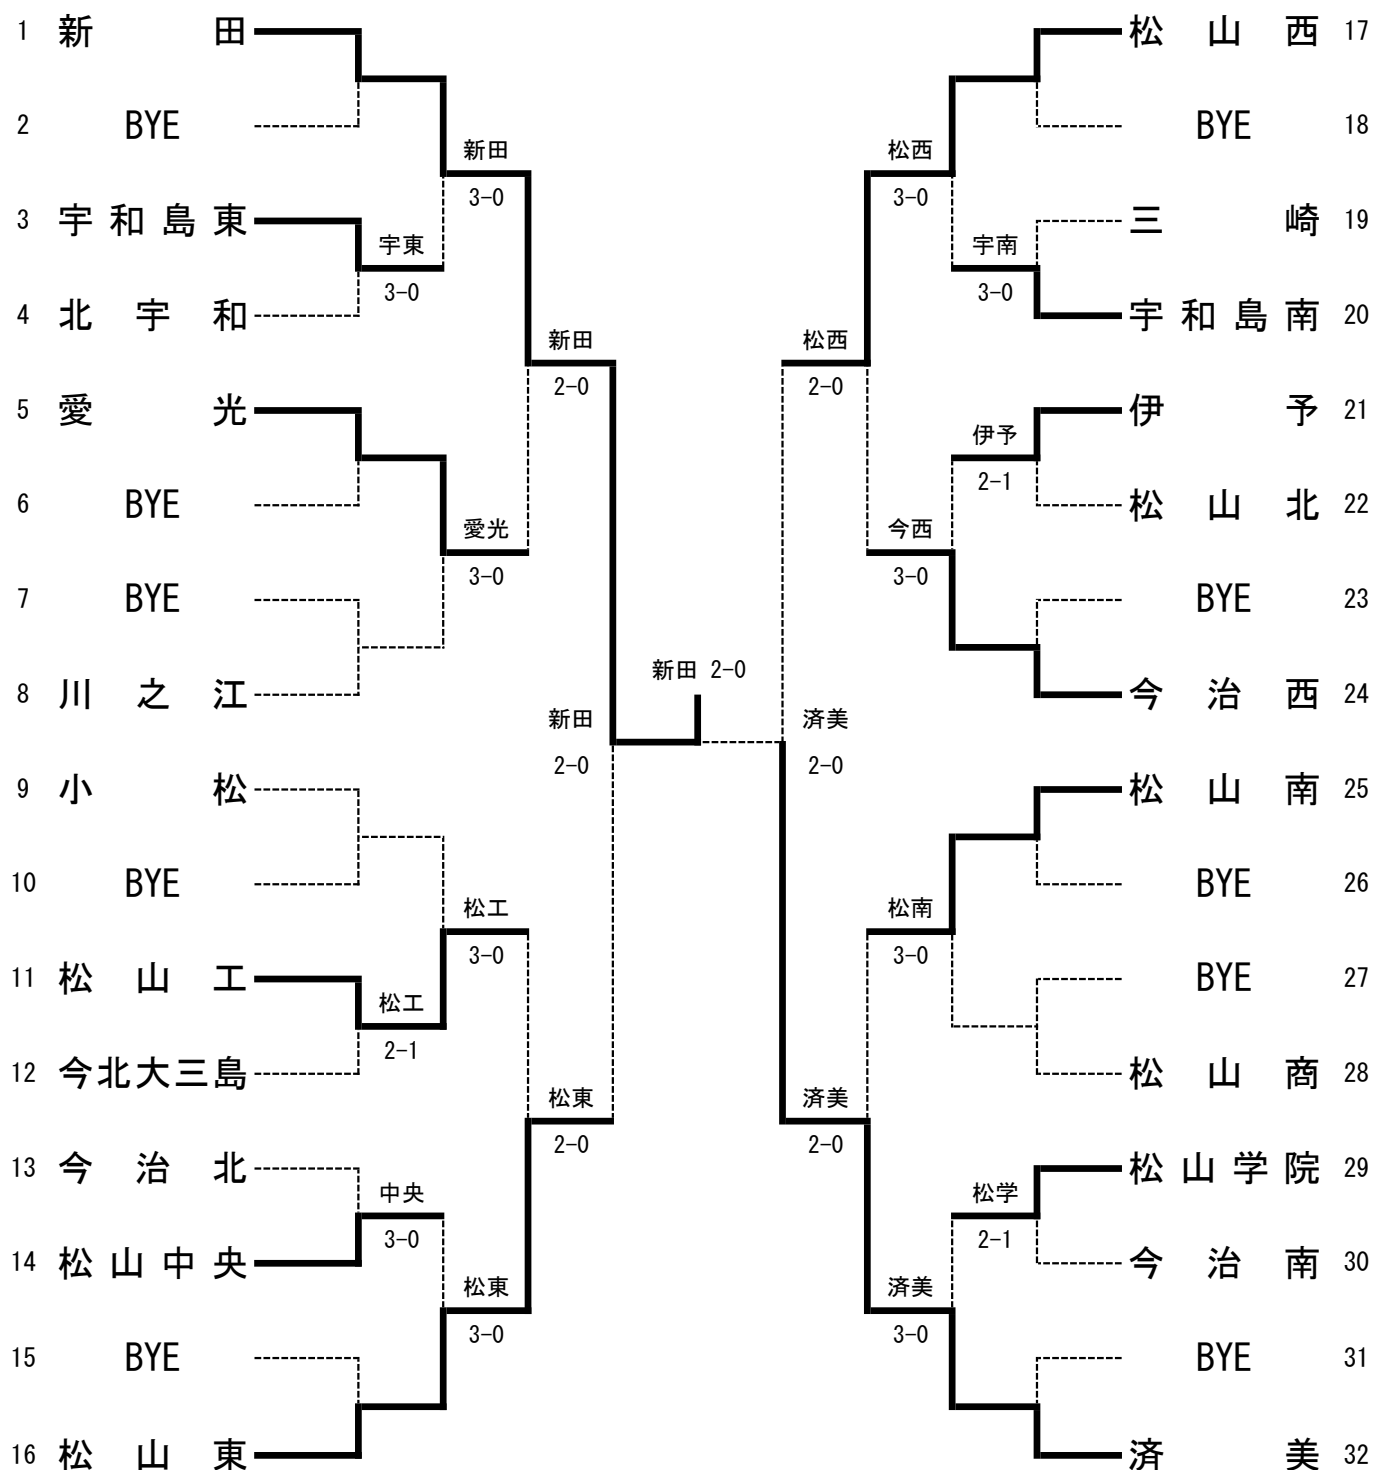 1 新田
2 BYE
3 宇和島東
4 北宇和
5 愛光
6 BYE
7 BYE
8 川之江
9 小松
10 BYE
11 松山工
12 今北大三島
13 今治北
14 松山中央
15 BYE
16 松山東
宇東
3-0
松工
2-1
中央
3-0
新田
3-0
愛光
3-0
松工
3-0
松東
3-0
新田
2-0
松東
2-0
新田
2-0
新田 2-0
済美
2-0
松西
2-0
済美
2-0
松西
3-0
今西
3-0
松南
3-0
済美
3-0
宇南
3-0
伊予
2-1
松学
2-1
松山西 17
BYE 18
三崎 19
宇和島南 20
伊予 21
松山北 22
BYE 23
今治西 24
松山南 25
BYE 26
BYE 27
松山商 28
松山学院 29
今治南 30
BYE 31
済美 32